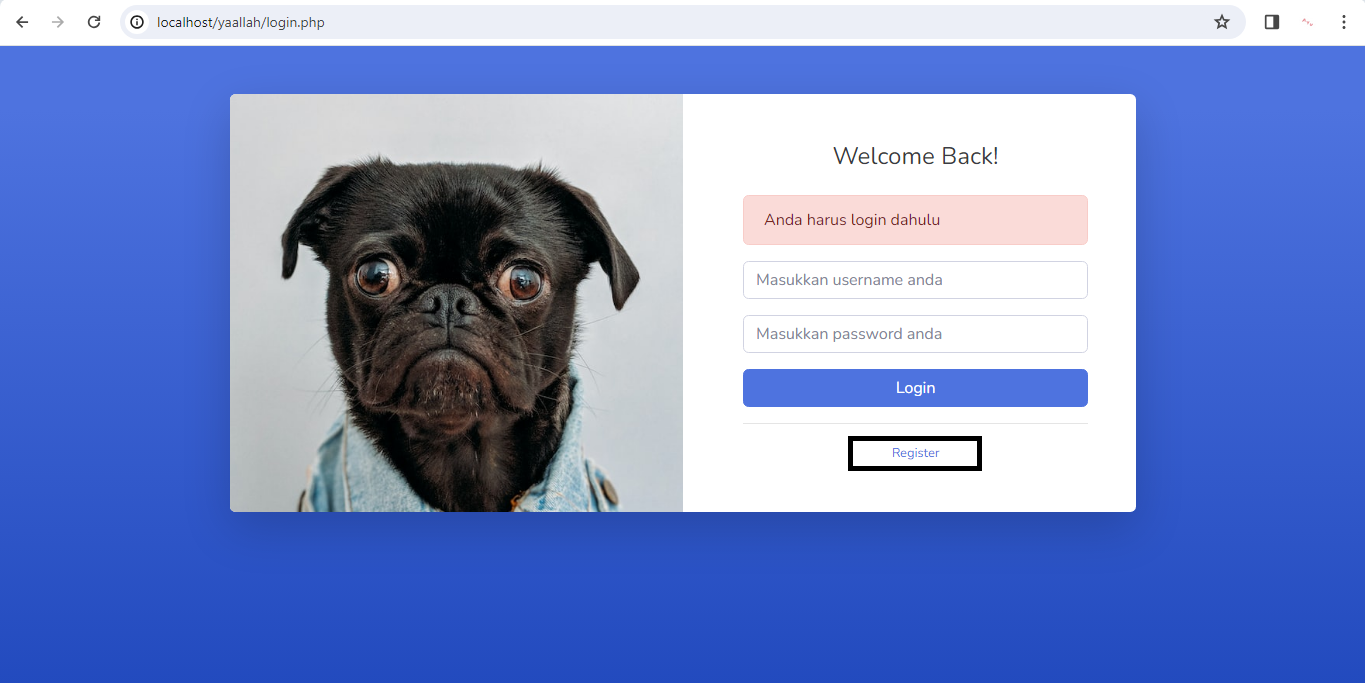 localhost/yaallah/login.php
Welcome Back!
Anda harus login dahulu
Masukkan username anda
Masukkan password anda
Login
Register